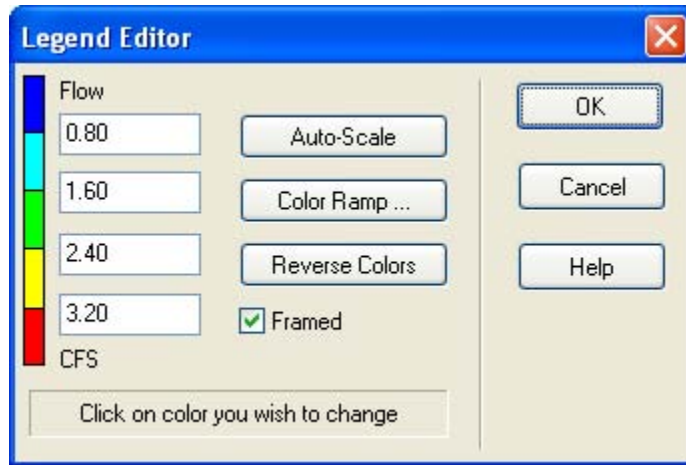 Legend Editor
Flow
0.80
1.60
2.40
3.20
CFS
Auto-Scale
Color Ramp ...
Reverse Colors
Framed
Click on color you wish to change
OK
Cancel
Help